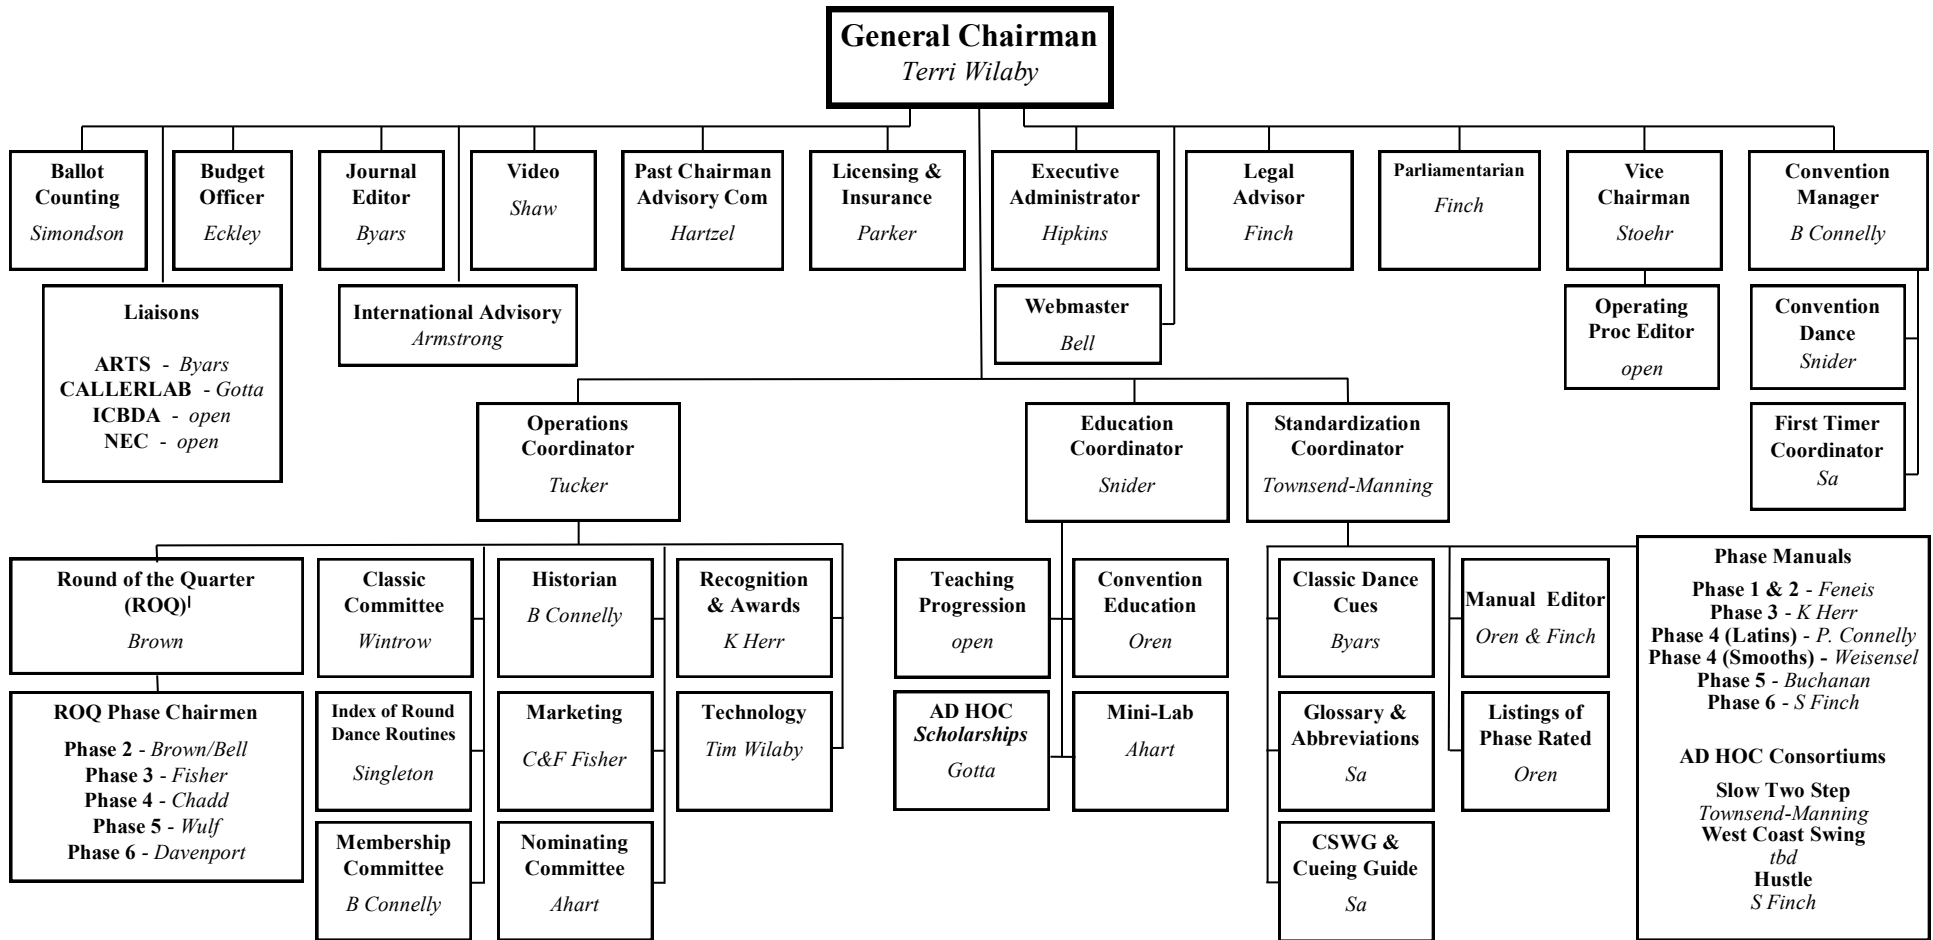 General Chairman
Terri Wilaby
Ballot
Counting
Simondson
Budget
Officer
Eckley
Journal
Editor
Byars
Video
Shaw
Past Chairman
Advisory Com
Hartzel
Licensing &
Insurance
Parker
Executive
Administrator
Hipkins
Legal
Advisor
Finch
Parliamentarian
Finch
Vice
Chairman
Stoehr
Convention
Manager
B Connelly
Liaisons
ARTS - Byars
CALLERLAB - Gotta
ICBDA - open
NEC - open
International Advisory
Armstrong
Webmaster
Bell
Operating
Proc Editor
open
Convention
Dance
Snider
First Timer
Coordinator
Sa
Operations
Coordinator
Tucker
Education
Coordinator
Snider
Standardization
Coordinator
Townsend-Manning
Round of the Quarter
(ROQ)|
Brown
Classic
Committee
Wintrow
Historian
B Connelly
Recognition
& Awards
K Herr
Teaching
Progression
open
Convention
Education
Oren
Classic Dance
Cues
Byars
Manual Editor
Oren & Finch
Phase Manuals
Phase 1 & 2 - Feneis
Phase 3 - K Herr
Phase 4 (Latins) - P. Connelly
Phase 4 (Smooths) - Weisensel
Phase 5 - Buchanan
Phase 6 - S Finch
AD HOC Consortiums
Slow Two Step
Townsend-Manning
West Coast Swing
tbd
Hustle
S Finch
ROQ Phase Chairmen
Phase 2 - Brown/Bell
Phase 3 - Fisher
Phase 4 - Chadd
Phase 5 - Wulf
Phase 6 - Davenport
Index of Round
Dance Routines
Singleton
Marketing
C&F Fisher
Technology
Tim Wilaby
AD HOC
Scholarships
Gotta
Mini-Lab
Ahart
Glossary &
Abbreviations
Sa
Listings of
Phase Rated
Oren
Membership
Committee
B Connelly
Nominating
Committee
Ahart
CSWG &
Cueing Guide
Sa